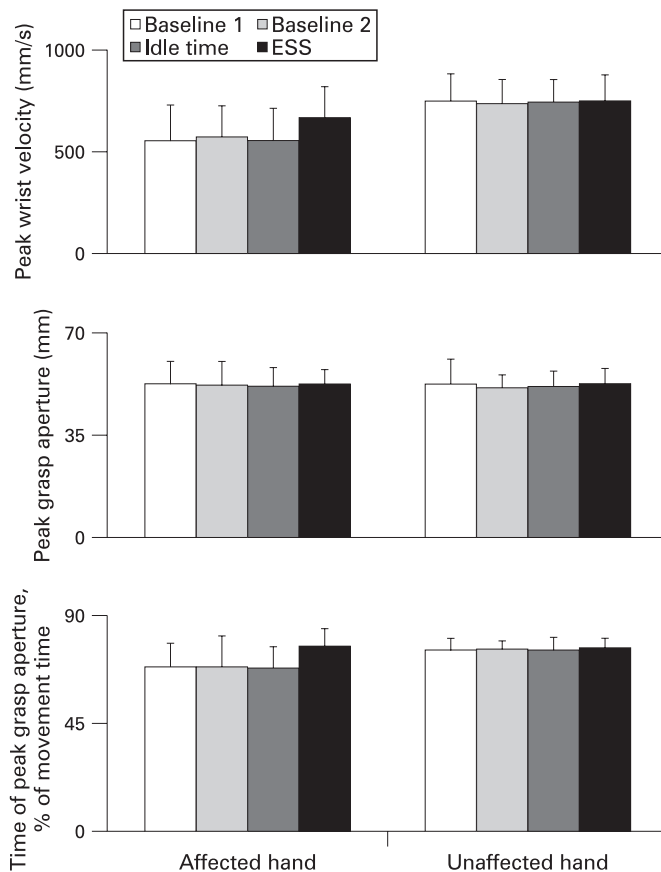 Baseline 1 Baseline 2
Idle time ESS
Peak wrist velocity (mm/s)
1000
500
0
Peak grasp aperture (mm)
70
35
0
Time of peak grasp aperture,
% of movement time
90
45
0
Affected hand Unaffected hand